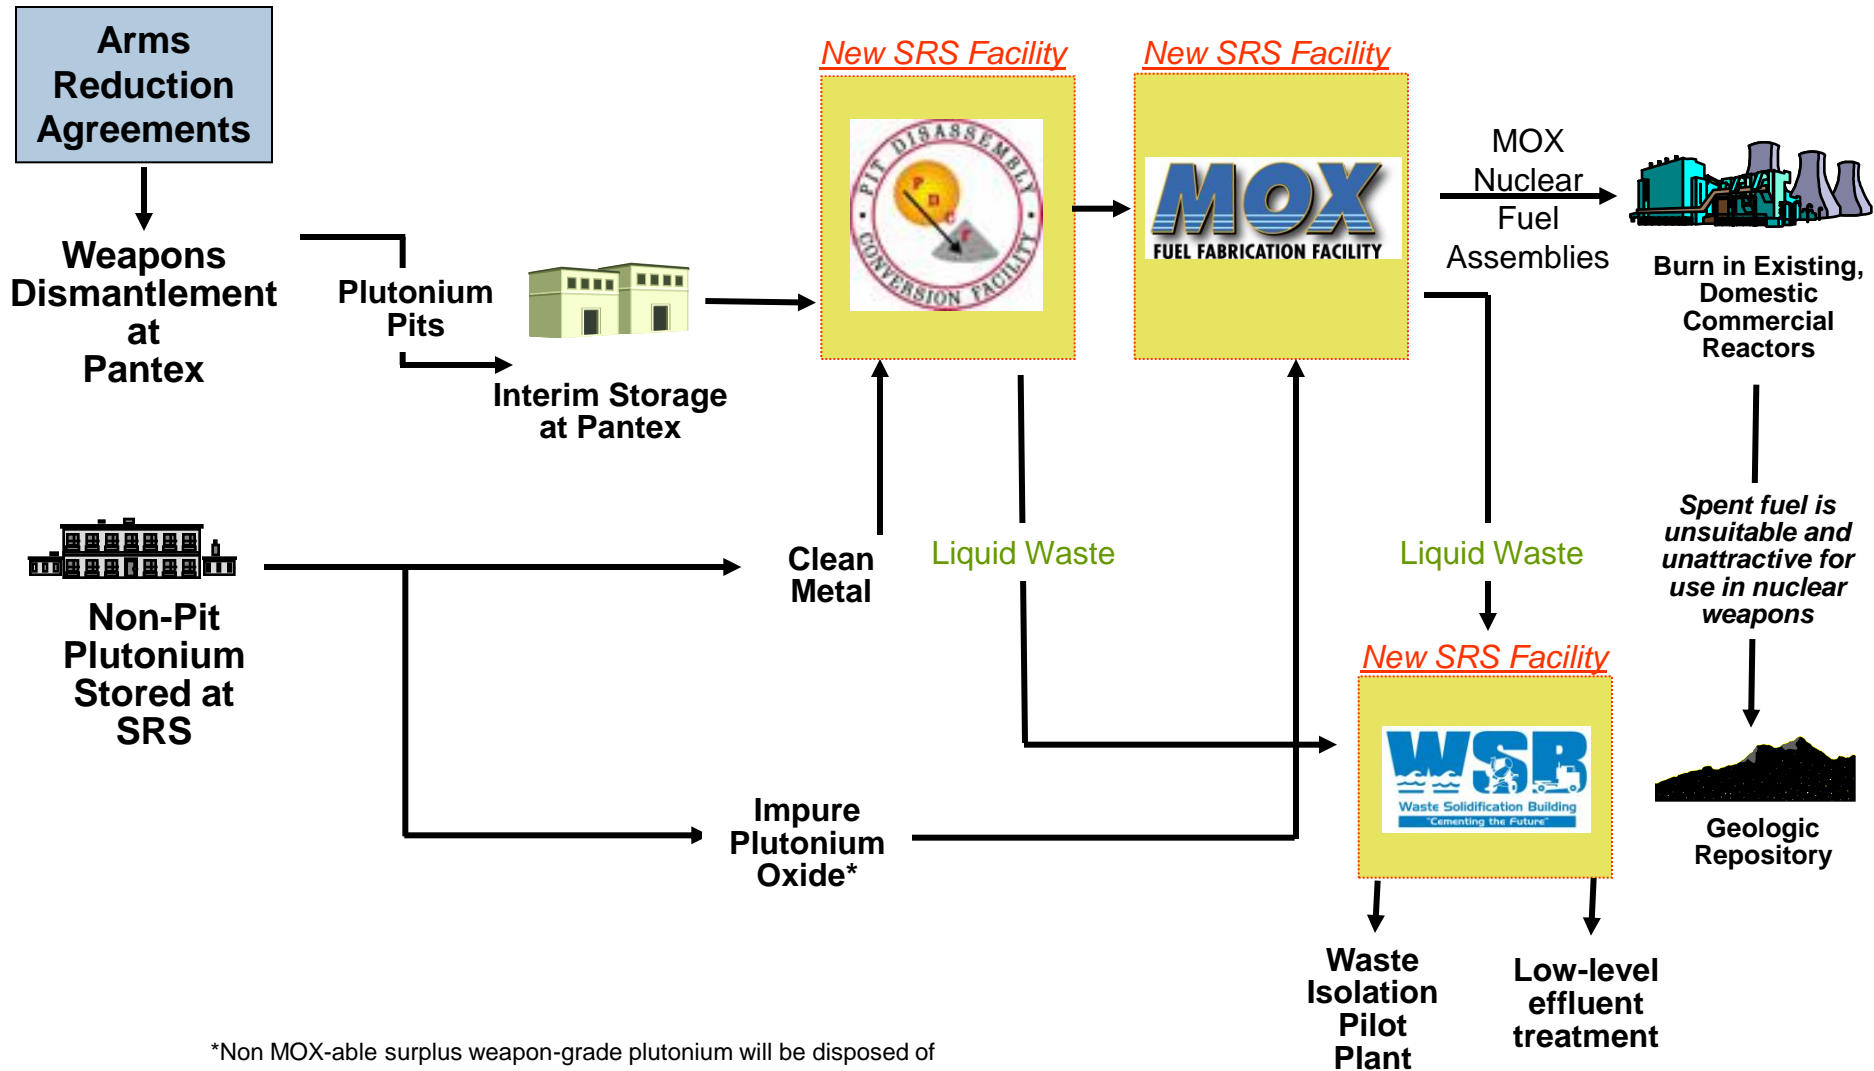 Arms
Reduction
Agreements
Weapons
Dismantlement
at
Pantex
Plutonium
Pits
Interim Storage
at Pantex
New SRS Facility
PIT DISASSEMBLY
P
D
C
F
• CONVERSION FACILITY •
New SRS Facility
MOX
FUEL FABRICATION FACILITY
MOX
Nuclear
Fuel
Assemblies
Burn in Existing,
Domestic
Commercial
Reactors
Spent fuel is
unsuitable and
unattractive for
use in nuclear
weapons
Geologic
Repository
Non-Pit
Plutonium
Stored at
SRS
Clean
Metal
Liquid Waste
Liquid Waste
Impure
Plutonium
Oxide*
New SRS Facility
WSB
Waste Solidification Building
"Cementing the Future"
Waste
Isolation
Pilot
Plant
Low-level
effluent
treatment
*Non MOX-able surplus weapon-grade plutonium will be disposed of